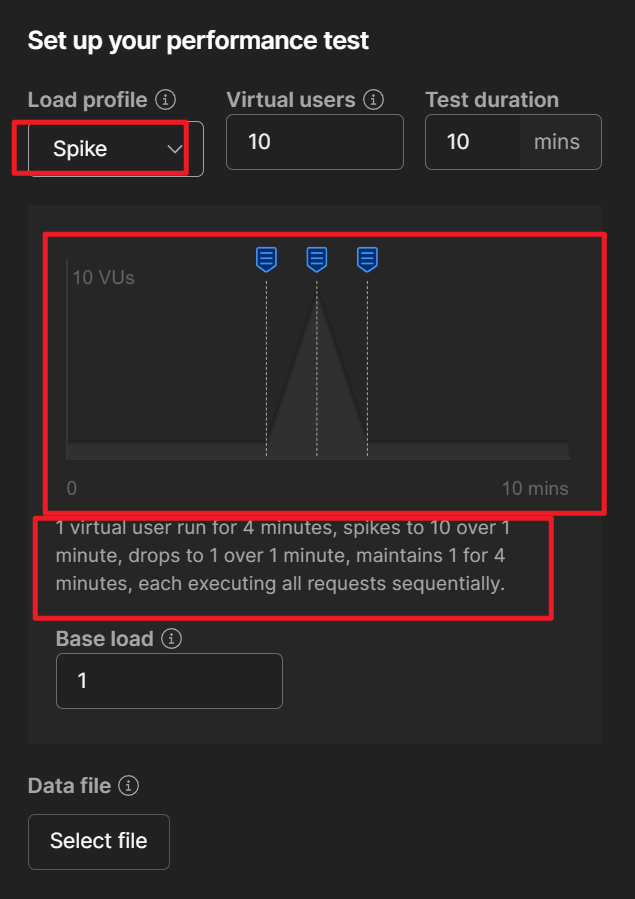 Set up your performance test
Load profile
Virtual users
Test duration
Spike
10
10
mins
10 VUs
0
10 mins
1 virtual user run for 4 minutes, spikes to 10 over 1
minute, drops to 1 over 1 minute, maintains 1 for 4
minutes, each executing all requests sequentially.
Base load
1
Data file
Select file